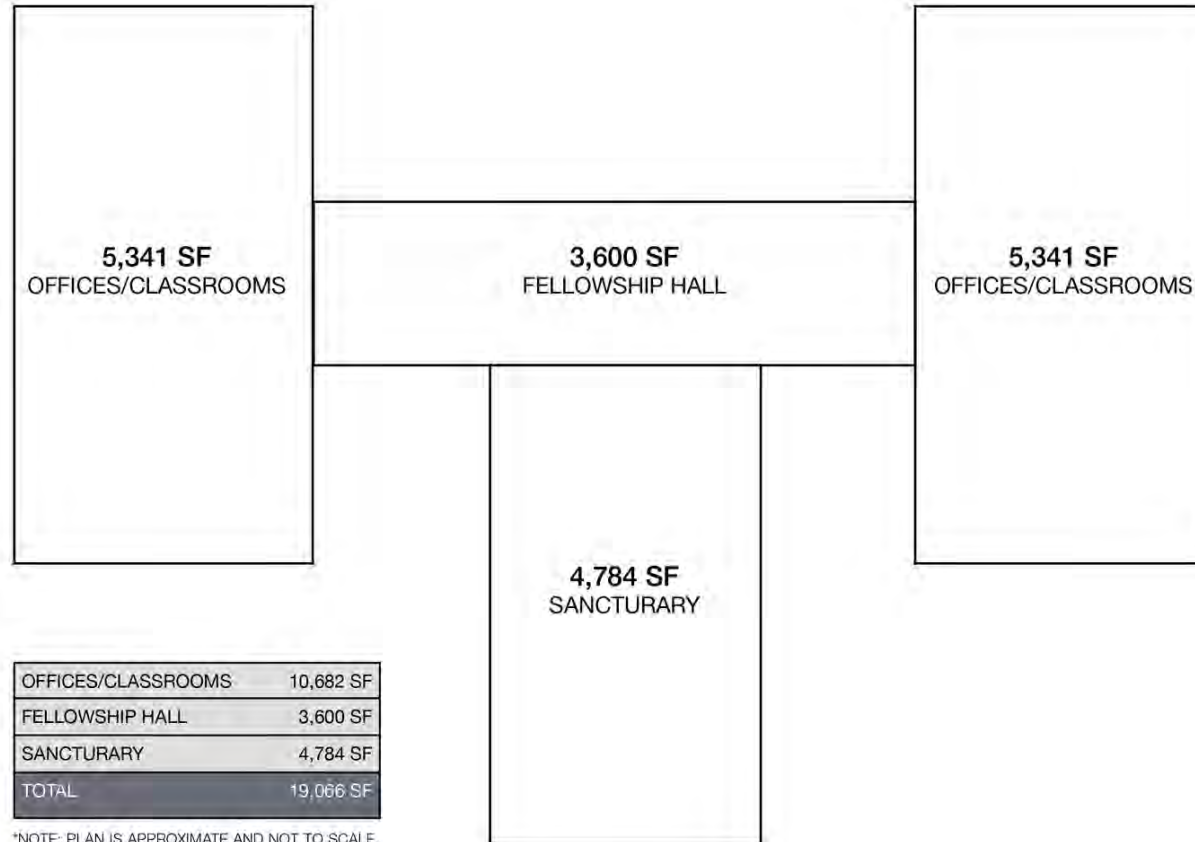 5,341 SF
OFFICES/CLASSROOMS
3,600 SF
FELLOWSHIP HALL
5,341 SF
OFFICES/CLASSROOMS
4,784 SF
SANCTURARY
OFFICES/CLASSROOMS 10,682 SF
FELLOWSHIP HALL 3,600 SF
SANCTURARY 4,784 SF
TOTAL 19,066 SF
*NOTE: PLAN IS APPROXIMATE AND NOT TO SCALE.